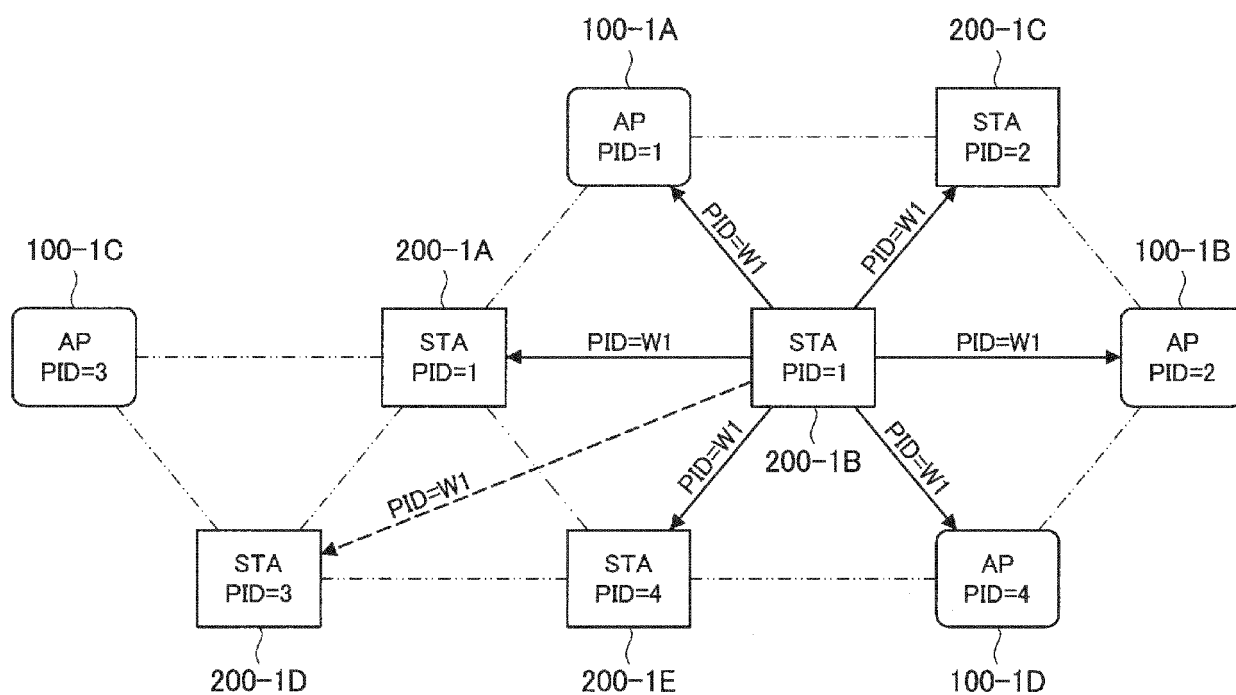 100-1A
200-1C
AP
PID=1
STA
PID=2
PID=W1
PID=W1
100-1C
200-1A
100-1B
AP
PID=3
STA
PID=1
PID=W1
STA
PID=1
PID=W1
AP
PID=2
200-1B
PID=W1
PID=W1
PID=W1
STA
PID=3
STA
PID=4
AP
PID=4
200-1D
200-1E
100-1D